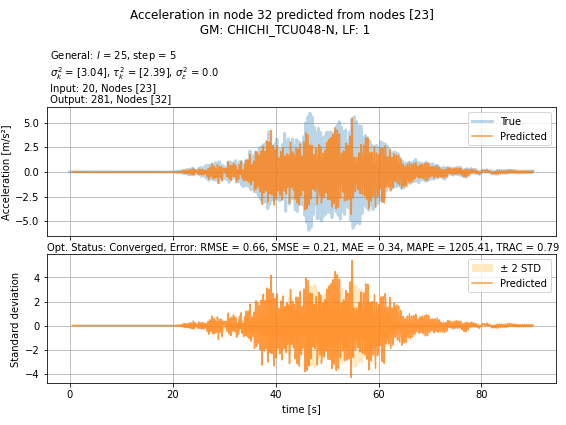 Acceleration in node 32 predicted from nodes [23]
GM: CHICHI_TCU048-N, LF: 1
General: l = 25, step = 5
σ²ₖ = [3.04], τ²ₖ = [2.39], σ²ε = 0.0
Input: 20, Nodes [23]
Output: 281, Nodes [32]
Acceleration [m/s²]
5.0
2.5
0.0
−2.5
−5.0
True
Predicted
Opt. Status: Converged, Error: RMSE = 0.66, SMSE = 0.21, MAE = 0.34, MAPE = 1205.41, TRAC = 0.79
Standard deviation
4
2
0
−2
−4
± 2 STD
Predicted
0 20 40 60 80
time [s]